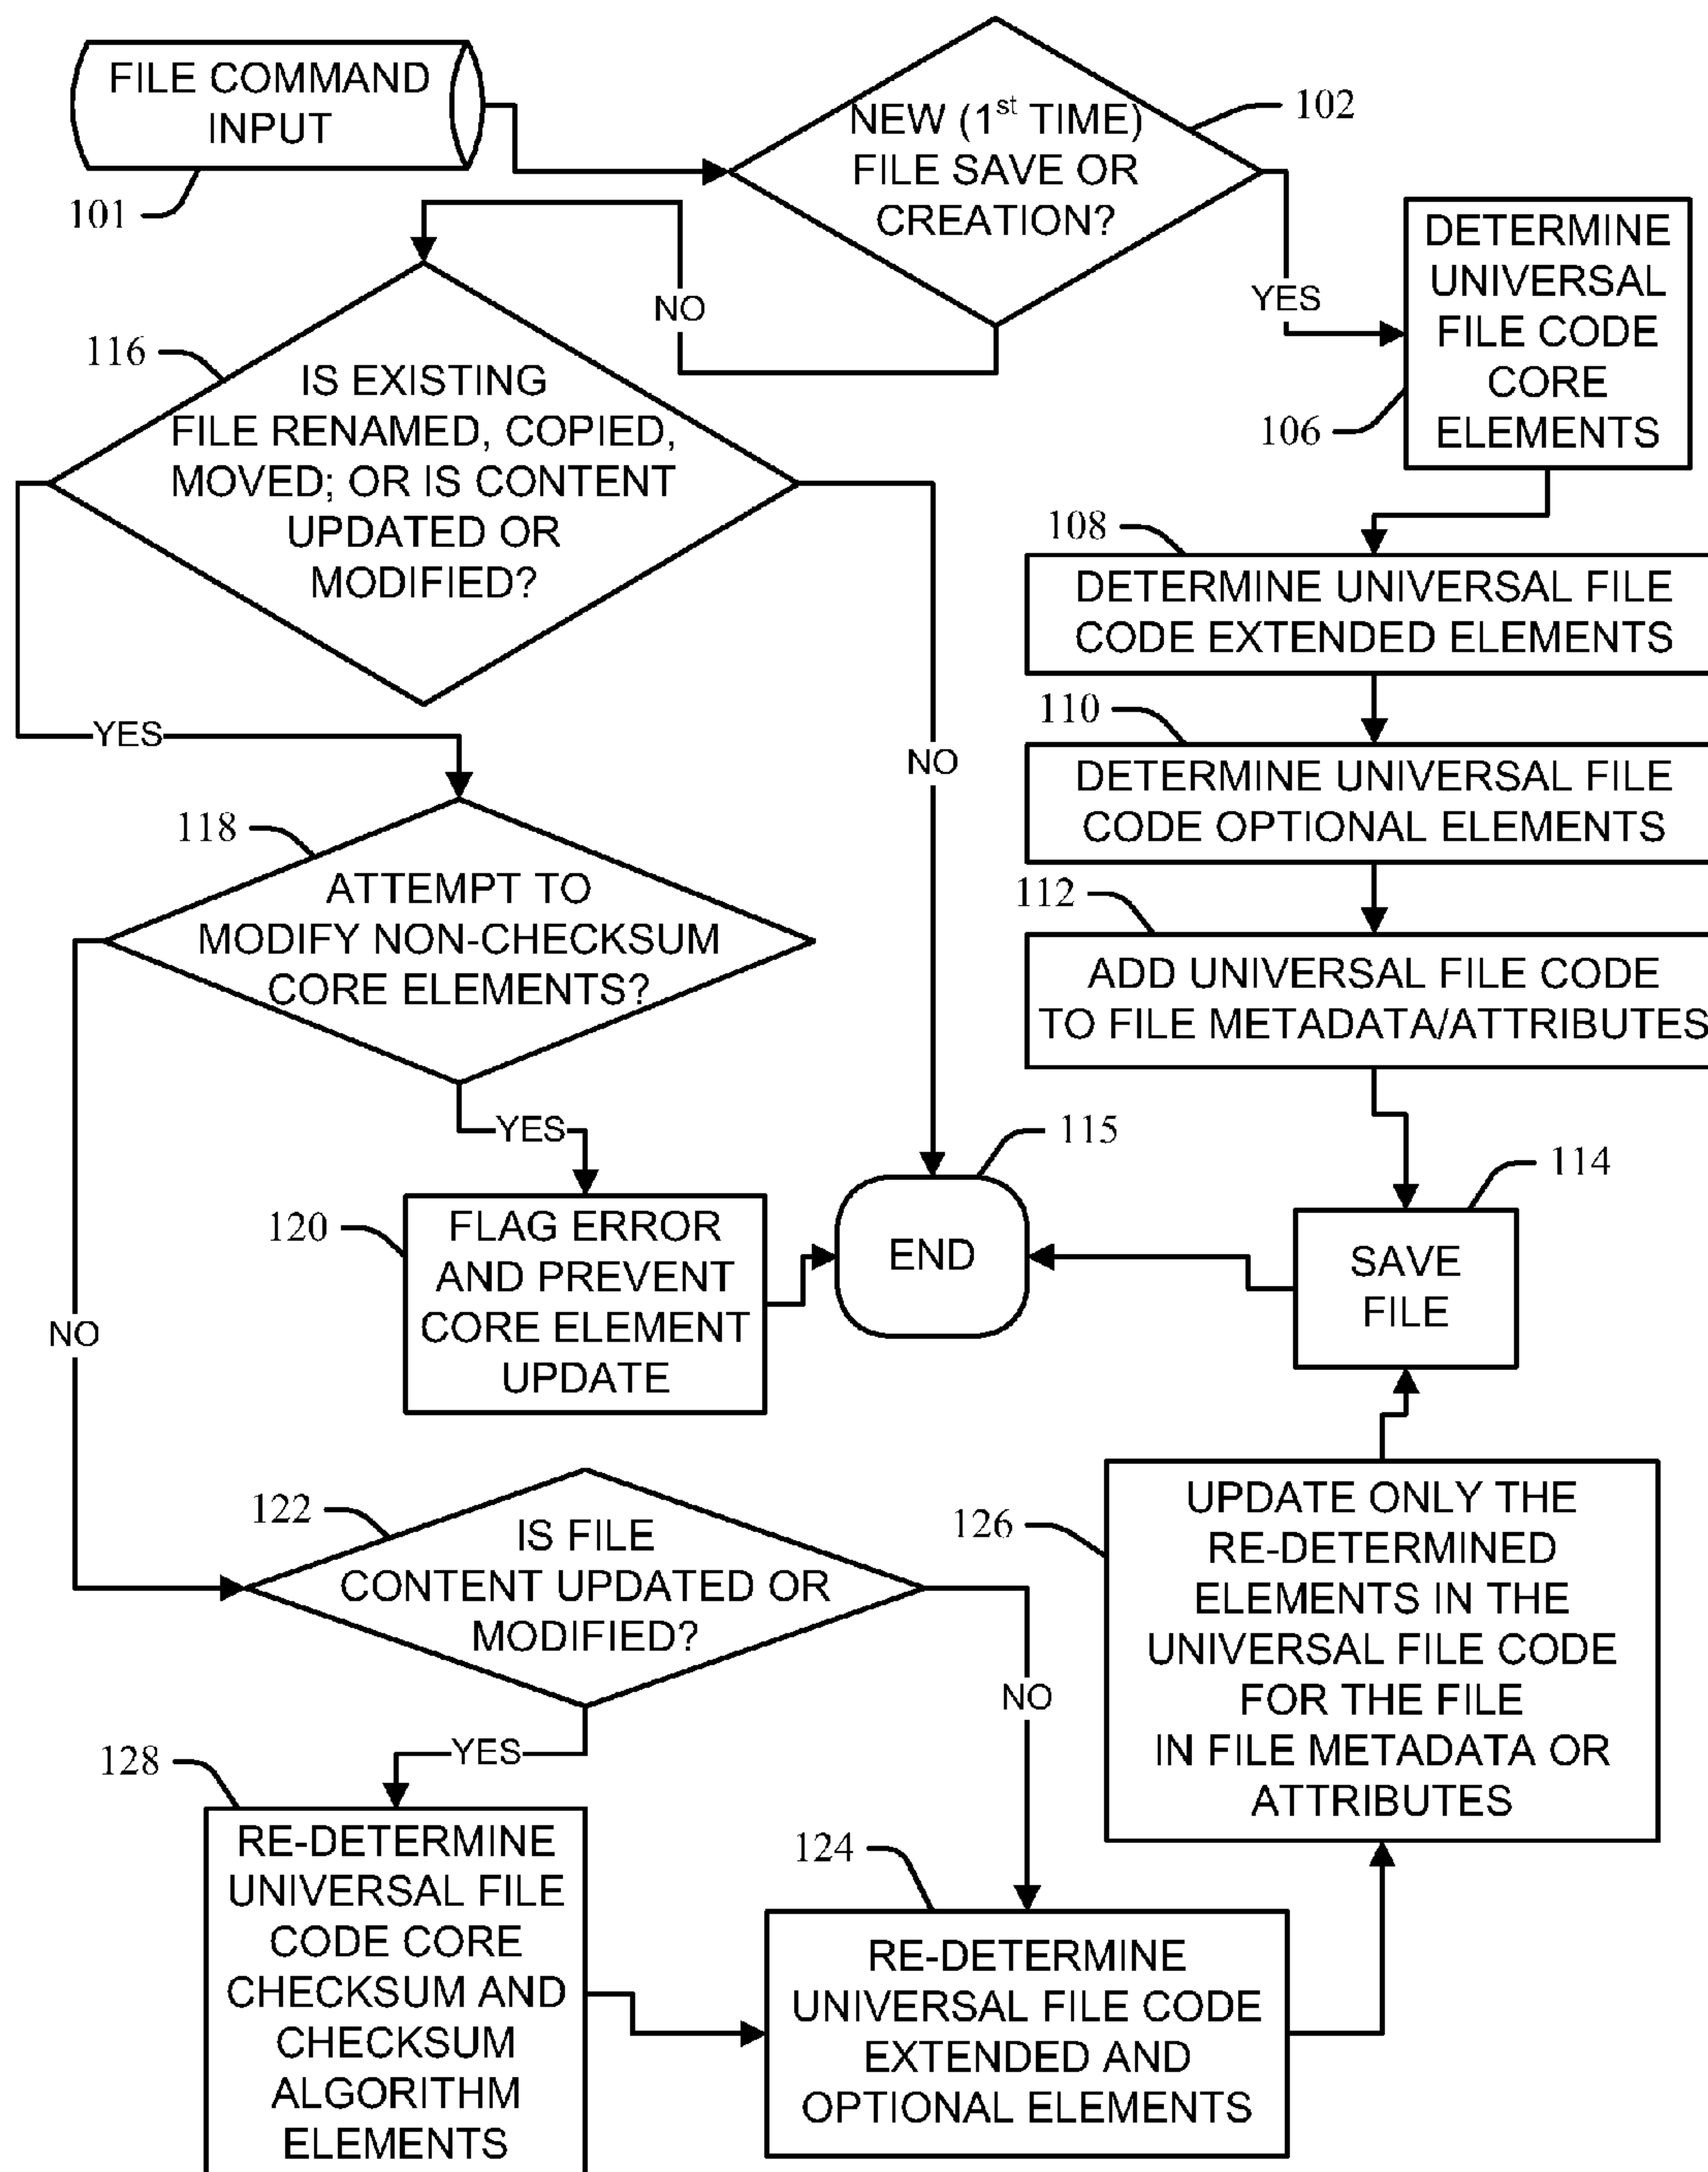 FILE COMMAND
INPUT
101
NEW (1st TIME)
FILE SAVE OR
CREATION?
102
NO
YES
DETERMINE
UNIVERSAL
FILE CODE
CORE
ELEMENTS
106
116
IS EXISTING
FILE RENAMED, COPIED,
MOVED; OR IS CONTENT
UPDATED OR
MODIFIED?
108
DETERMINE UNIVERSAL FILE
CODE EXTENDED ELEMENTS
110
DETERMINE UNIVERSAL FILE
CODE OPTIONAL ELEMENTS
112
ADD UNIVERSAL FILE CODE
TO FILE METADATA/ATTRIBUTES
YES
NO
118
ATTEMPT TO
MODIFY NON-CHECKSUM
CORE ELEMENTS?
YES
115
114
120
FLAG ERROR
AND PREVENT
CORE ELEMENT
UPDATE
END
SAVE
FILE
NO
122
IS FILE
CONTENT UPDATED OR
MODIFIED?
126
UPDATE ONLY THE
RE-DETERMINED
ELEMENTS IN THE
UNIVERSAL FILE CODE
FOR THE FILE
IN FILE METADATA OR
ATTRIBUTES
NO
YES
128
RE-DETERMINE
UNIVERSAL FILE
CODE CORE
CHECKSUM AND
CHECKSUM
ALGORITHM
ELEMENTS
124
RE-DETERMINE
UNIVERSAL FILE CODE
EXTENDED AND
OPTIONAL ELEMENTS